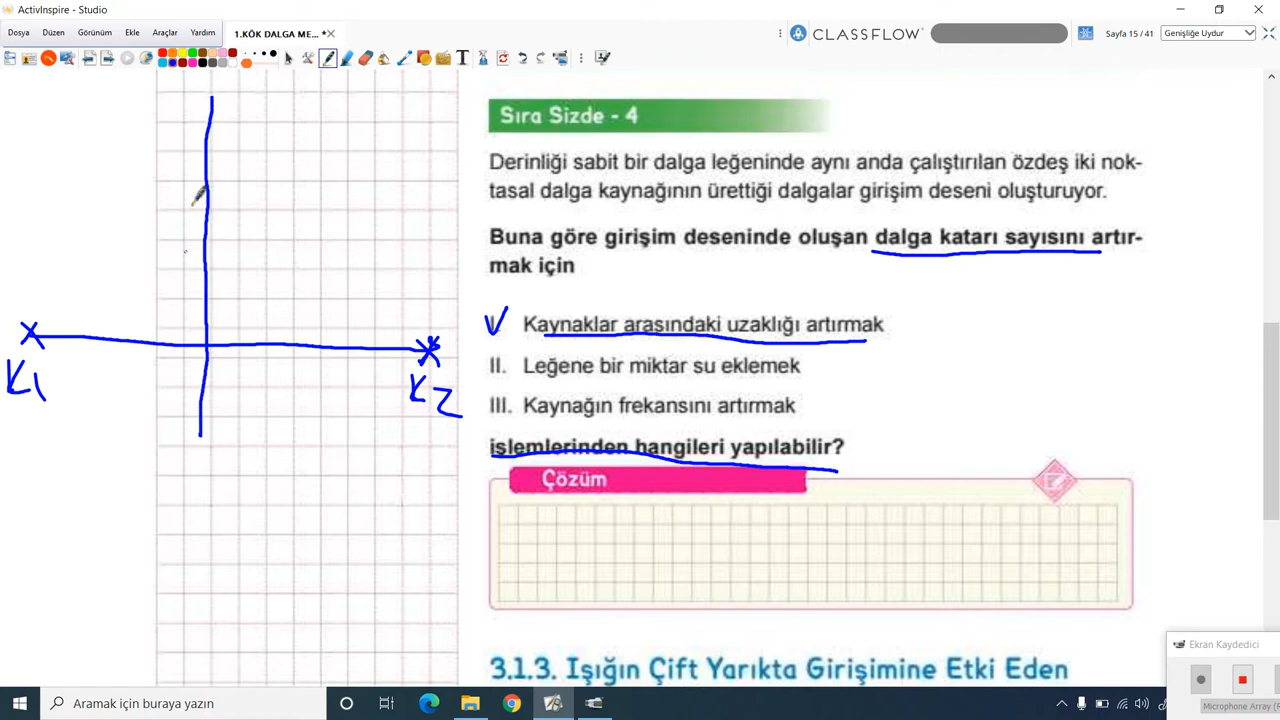 ActivInspire - Studio
Dosya Düzen Görünüm Ekle Araçlar Yardım
1.KÖK DALGA ME... *
CLASSFLOW
Sayfa 15 / 41
Genişliğe Uydur
T
Sıra Sizde - 4
Derinliği sabit bir dalga leğeninde aynı anda çalıştırılan özdeş iki nok-
tasal dalga kaynağının ürettiği dalgalar girişim deseni oluşturuyor.
Buna göre girişim deseninde oluşan dalga katarı sayısını artır-
mak için
I. Kaynaklar arasındaki uzaklığı artırmak
II. Leğene bir miktar su eklemek
III. Kaynağın frekansını artırmak
işlemlerinden hangileri yapılabilir?
K1
K2
Çözüm
3.1.3. Işığın Çift Yarıkta Girişimine Etki Eden
Ekran Kaydedici
Microphone Array (R
Aramak için buraya yazın